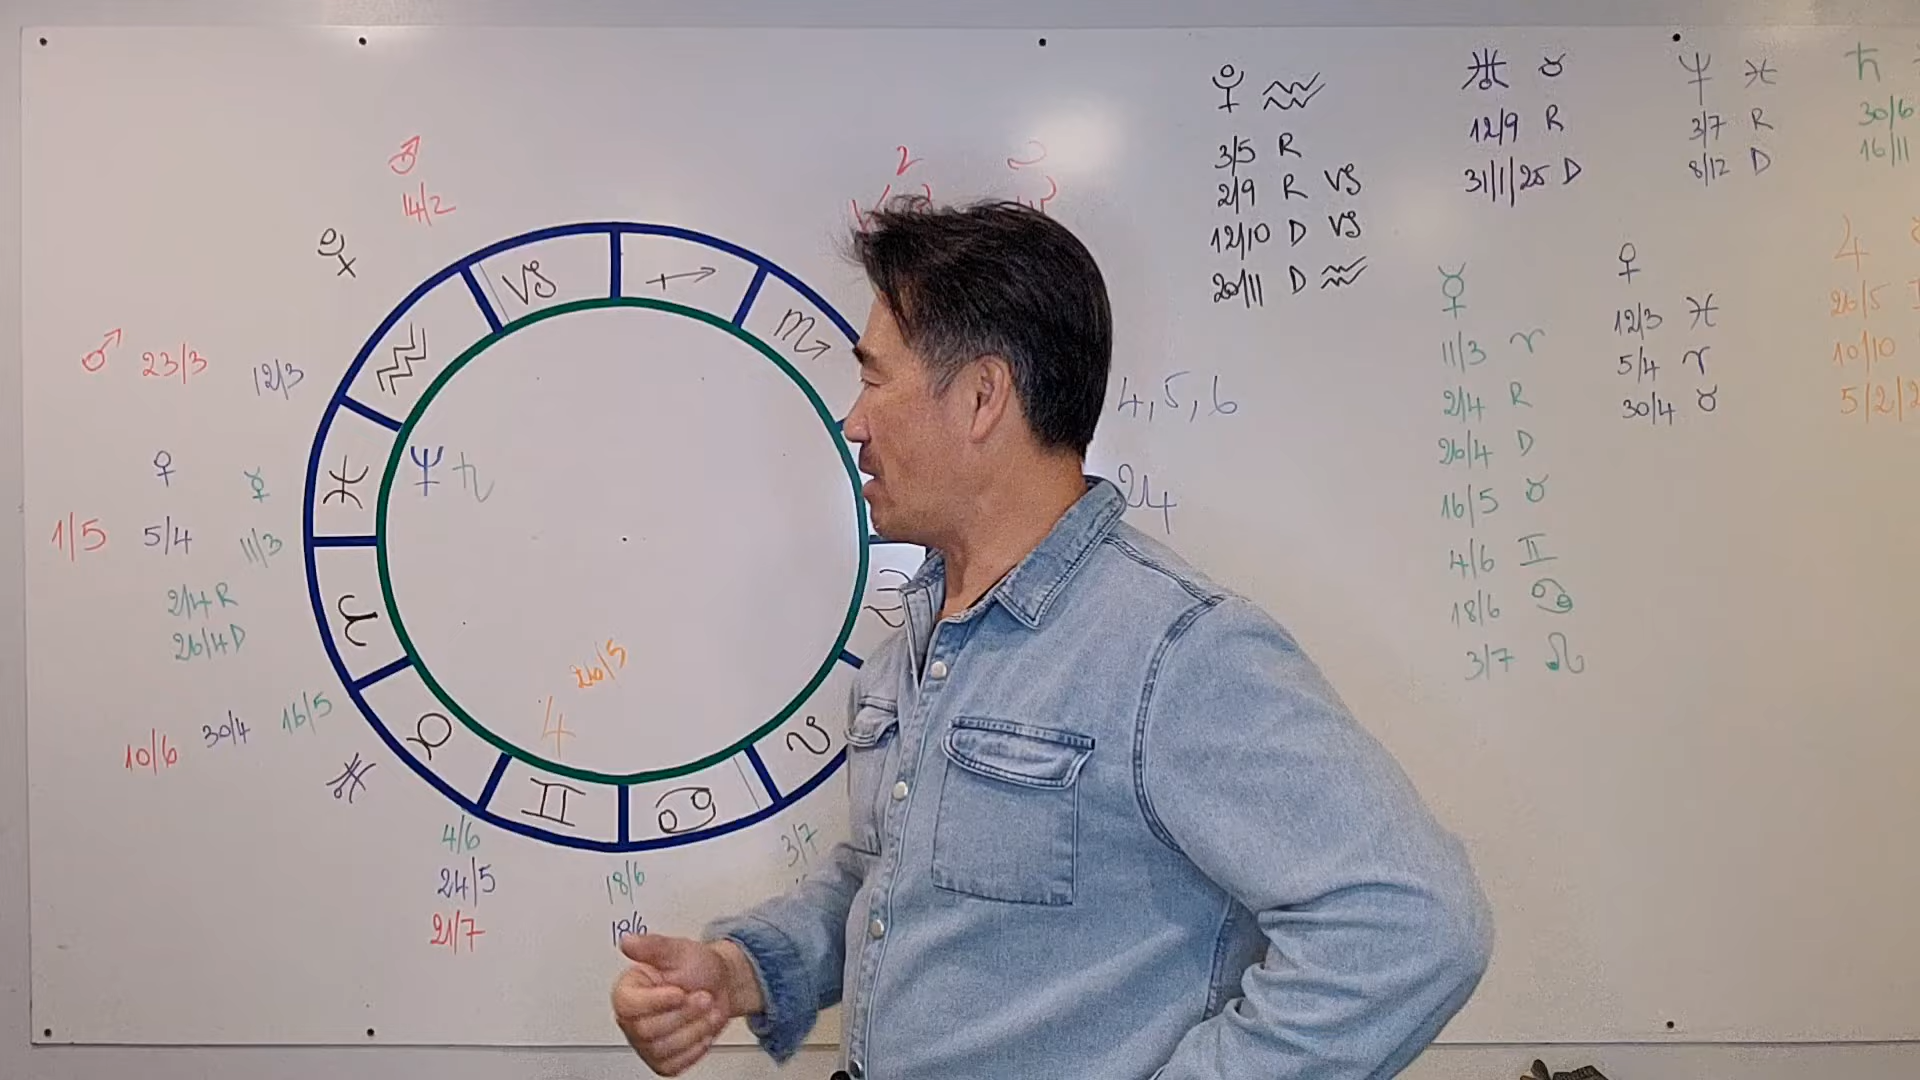 ♂
14/2
♂ 23/3 12/3
♀ ☿
1/5 5/4 11/3
2/4 R
26/4 D
10/6 30/4 16/5
♅
4/6
24/5
21/7
18/6
18/6
3/7
♑ ♐ ♏
♒
♓ ♆ ♄
♈
♉ ♊ ♋ ♌
♃ 26/5
4, 5, 6
24
♇ ♒
3/5 R
2/9 R ♑
12/10 D ♑
20/11 D ♒
♅ ♉
12/9 R
31/1/25 D
♆ ♓
3/7 R
8/12 D
♄
30/6
16/11
☿
11/3 ♈
2/4 R
26/4 D
16/5 ♉
4/6 ♊
18/6 ♋
3/7 ♌
♀
12/3 ♓
5/4 ♈
30/4 ♉
♃
26/5
10/10
5/2/2